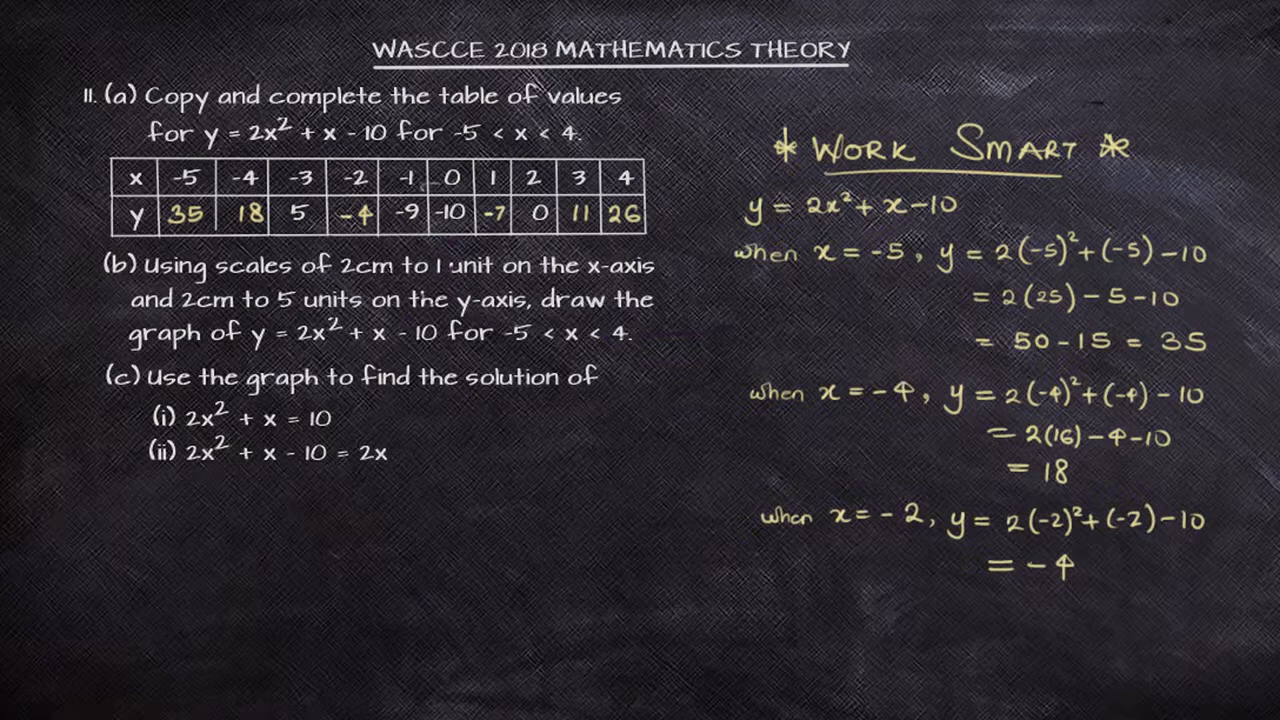 WASCCE 2018 MATHEMATICS THEORY
11. (a) Copy and complete the table of values
for y = 2x² + x - 10 for -5 < x < 4.
x -5 -4 -3 -2 -1 0 1 2 3 4
y 35 18 5 -4 -9 -10 -7 0 11 26
(b) Using scales of 2cm to 1 unit on the x-axis
and 2cm to 5 units on the y-axis, draw the
graph of y = 2x² + x - 10 for -5 < x < 4.
(c) Use the graph to find the solution of
(i) 2x² + x = 10
(ii) 2x² + x - 10 = 2x
* WORK SMART *
y = 2x² + x - 10
when x = -5, y = 2(-5)² + (-5) - 10
= 2(25) - 5 - 10
= 50 - 15 = 35
when x = -4, y = 2(-4)² + (-4) - 10
= 2(16) - 4 - 10
= 18
when x = -2, y = 2(-2)² + (-2) - 10
= -4